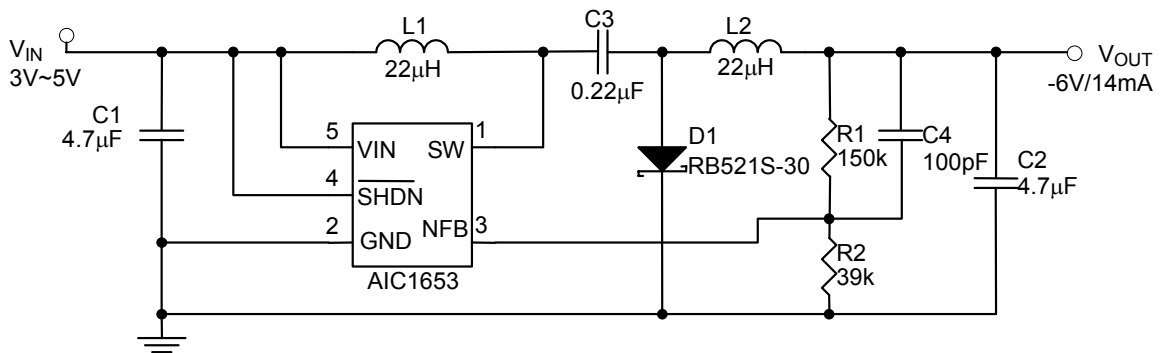 C3
L1
L2
VIN
3V~5V
22μH
22μH
VOUT
-6V/14mA
0.22μF
C1
4.7μF
5
VIN
SW
1
D1
RB521S-30
R1
150k
C4
100pF
C2
4.7μF
4
SHDN
2
GND
NFB
3
AIC1653
R2
39k